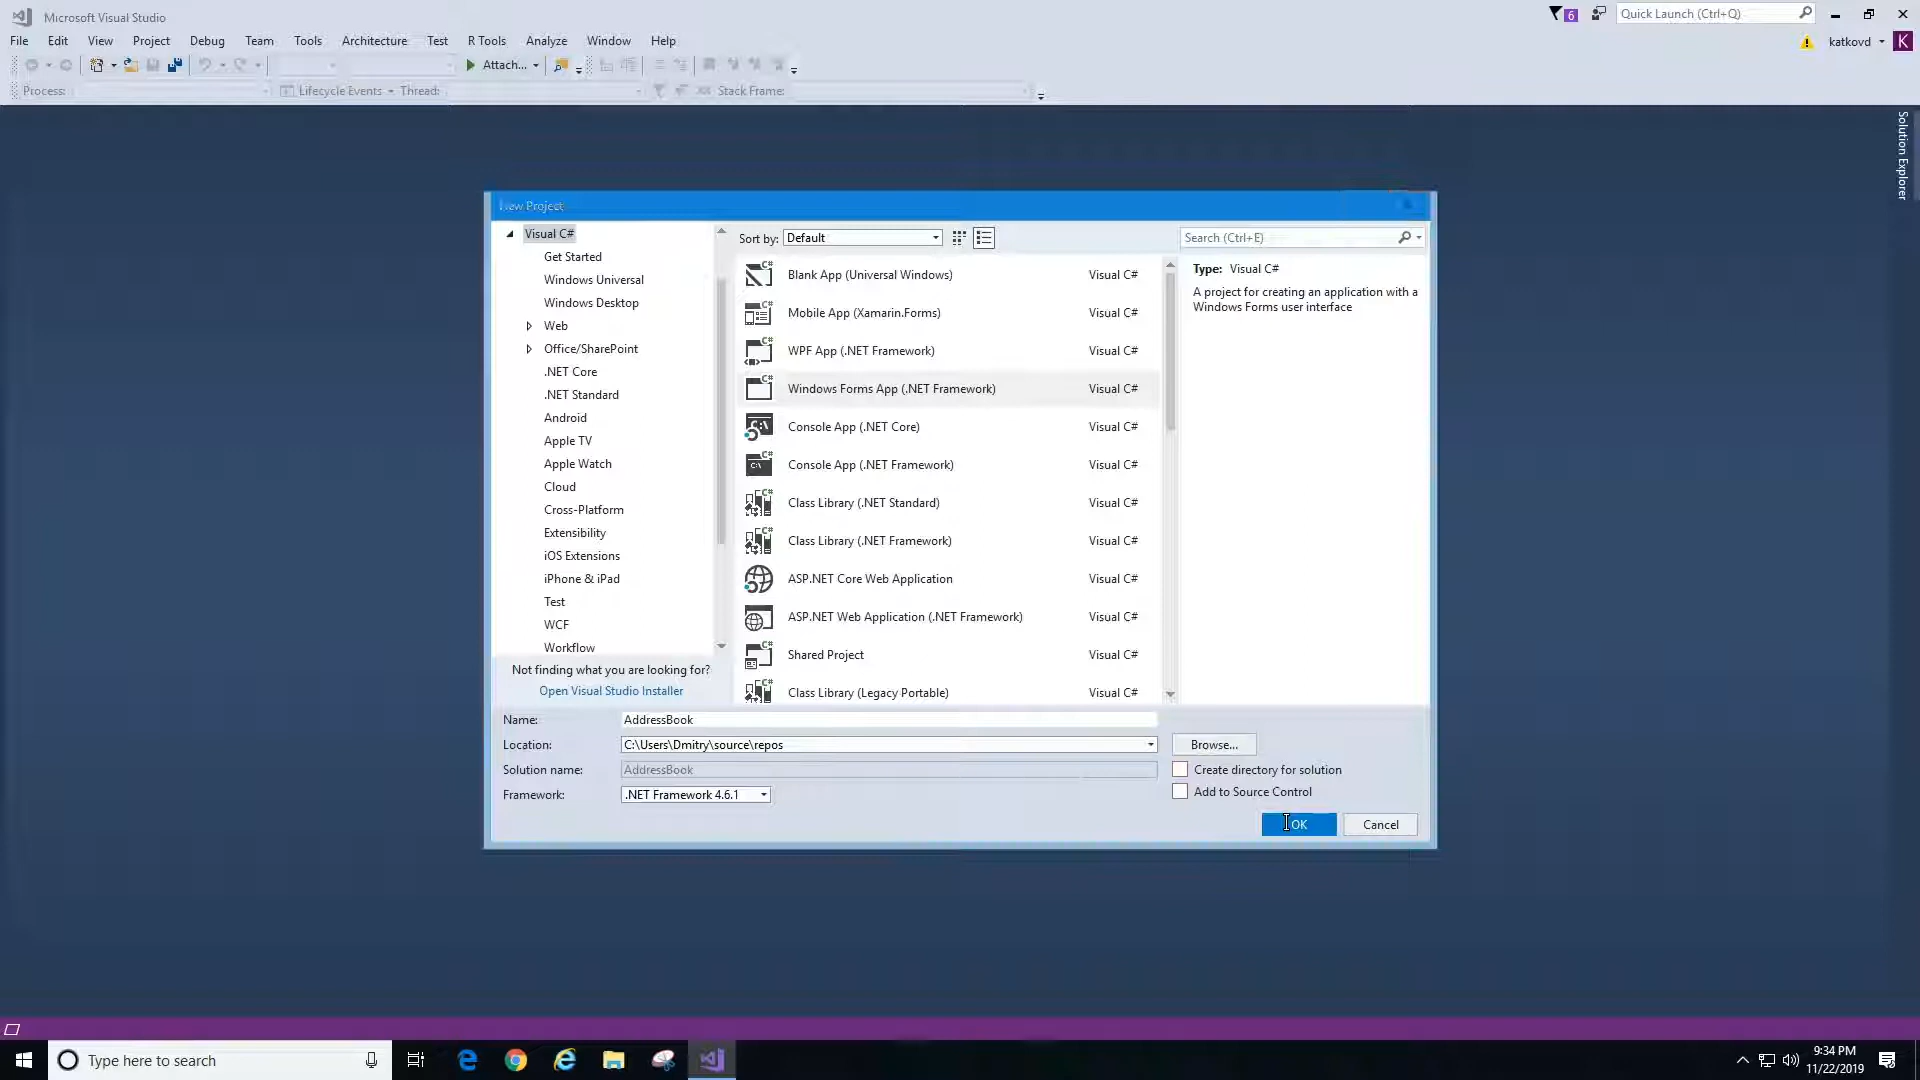 Microsoft Visual Studio
6
Quick Launch (Ctrl+Q)
File Edit View Project Debug Team Tools Architecture Test R Tools Analyze Window Help
katkovd K
Attach...
Process: Lifecycle Events Thread: Stack Frame:
Solution Explorer
New Project
Visual C#
Get Started
Windows Universal
Windows Desktop
Web
Office/SharePoint
.NET Core
.NET Standard
Android
Apple TV
Apple Watch
Cloud
Cross-Platform
Extensibility
iOS Extensions
iPhone & iPad
Test
WCF
Workflow
Not finding what you are looking for?
Open Visual Studio Installer
Sort by: Default
Blank App (Universal Windows) Visual C#
Mobile App (Xamarin.Forms) Visual C#
WPF App (.NET Framework) Visual C#
Windows Forms App (.NET Framework) Visual C#
Console App (.NET Core) Visual C#
Console App (.NET Framework) Visual C#
Class Library (.NET Standard) Visual C#
Class Library (.NET Framework) Visual C#
ASP.NET Core Web Application Visual C#
ASP.NET Web Application (.NET Framework) Visual C#
Shared Project Visual C#
Class Library (Legacy Portable) Visual C#
Search (Ctrl+E)
Type: Visual C#
A project for creating an application with a
Windows Forms user interface
Name: AddressBook
Location: C:\Users\Dmitry\source\repos
Browse...
Solution name: AddressBook
Create directory for solution
Framework: .NET Framework 4.6.1
Add to Source Control
OK Cancel
Type here to search
9:34 PM
11/22/2019